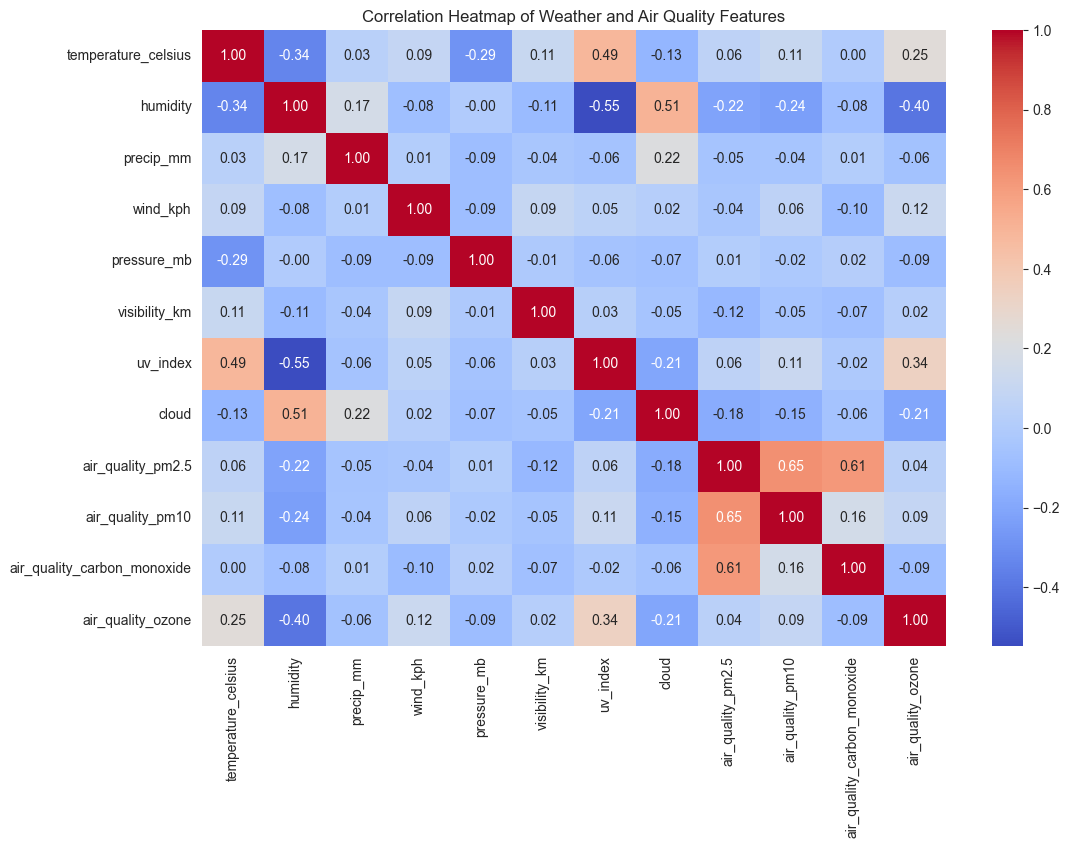 Correlation Heatmap of Weather and Air Quality Features
temperature_celsius 1.00 -0.34 0.03 0.09 -0.29 0.11 0.49 -0.13 0.06 0.11 0.00 0.25
humidity -0.34 1.00 0.17 -0.08 -0.00 -0.11 -0.55 0.51 -0.22 -0.24 -0.08 -0.40
precip_mm 0.03 0.17 1.00 0.01 -0.09 -0.04 -0.06 0.22 -0.05 -0.04 0.01 -0.06
wind_kph 0.09 -0.08 0.01 1.00 -0.09 0.09 0.05 0.02 -0.04 0.06 -0.10 0.12
pressure_mb -0.29 -0.00 -0.09 -0.09 1.00 -0.01 -0.06 -0.07 0.01 -0.02 0.02 -0.09
visibility_km 0.11 -0.11 -0.04 0.09 -0.01 1.00 0.03 -0.05 -0.12 -0.05 -0.07 0.02
uv_index 0.49 -0.55 -0.06 0.05 -0.06 0.03 1.00 -0.21 0.06 0.11 -0.02 0.34
cloud -0.13 0.51 0.22 0.02 -0.07 -0.05 -0.21 1.00 -0.18 -0.15 -0.06 -0.21
air_quality_pm2.5 0.06 -0.22 -0.05 -0.04 0.01 -0.12 0.06 -0.18 1.00 0.65 0.61 0.04
air_quality_pm10 0.11 -0.24 -0.04 0.06 -0.02 -0.05 0.11 -0.15 0.65 1.00 0.16 0.09
air_quality_carbon_monoxide 0.00 -0.08 0.01 -0.10 0.02 -0.07 -0.02 -0.06 0.61 0.16 1.00 -0.09
air_quality_ozone 0.25 -0.40 -0.06 0.12 -0.09 0.02 0.34 -0.21 0.04 0.09 -0.09 1.00
temperature_celsius
humidity
precip_mm
wind_kph
pressure_mb
visibility_km
uv_index
cloud
air_quality_pm2.5
air_quality_pm10
air_quality_carbon_monoxide
air_quality_ozone
1.0
0.8
0.6
0.4
0.2
0.0
-0.2
-0.4